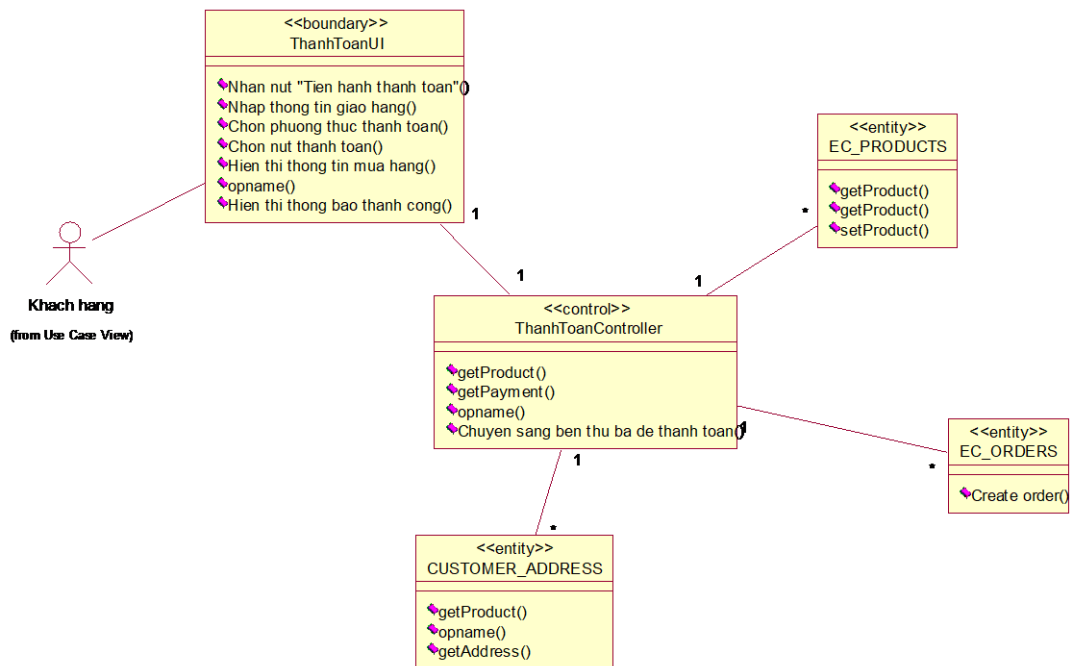 <<boundary>>
ThanhToanUI
Nhan nut "Tien hanh thanh toan"()
Nhap thong tin giao hang()
Chon phuong thuc thanh toan()
Chon nut thanh toan()
Hien thi thong tin mua hang()
opname()
Hien thi thong bao thanh cong()
1
Khach hang
(from Use Case View)
<<entity>>
EC_PRODUCTS
getProduct()
getProduct()
setProduct()
*
1
1
<<control>>
ThanhToanController
getProduct()
getPayment()
opname()
Chuyen sang ben thu ba de thanh toan()
1
1
*
<<entity>>
EC_ORDERS
Create order()
*
<<entity>>
CUSTOMER_ADDRESS
getProduct()
opname()
getAddress()